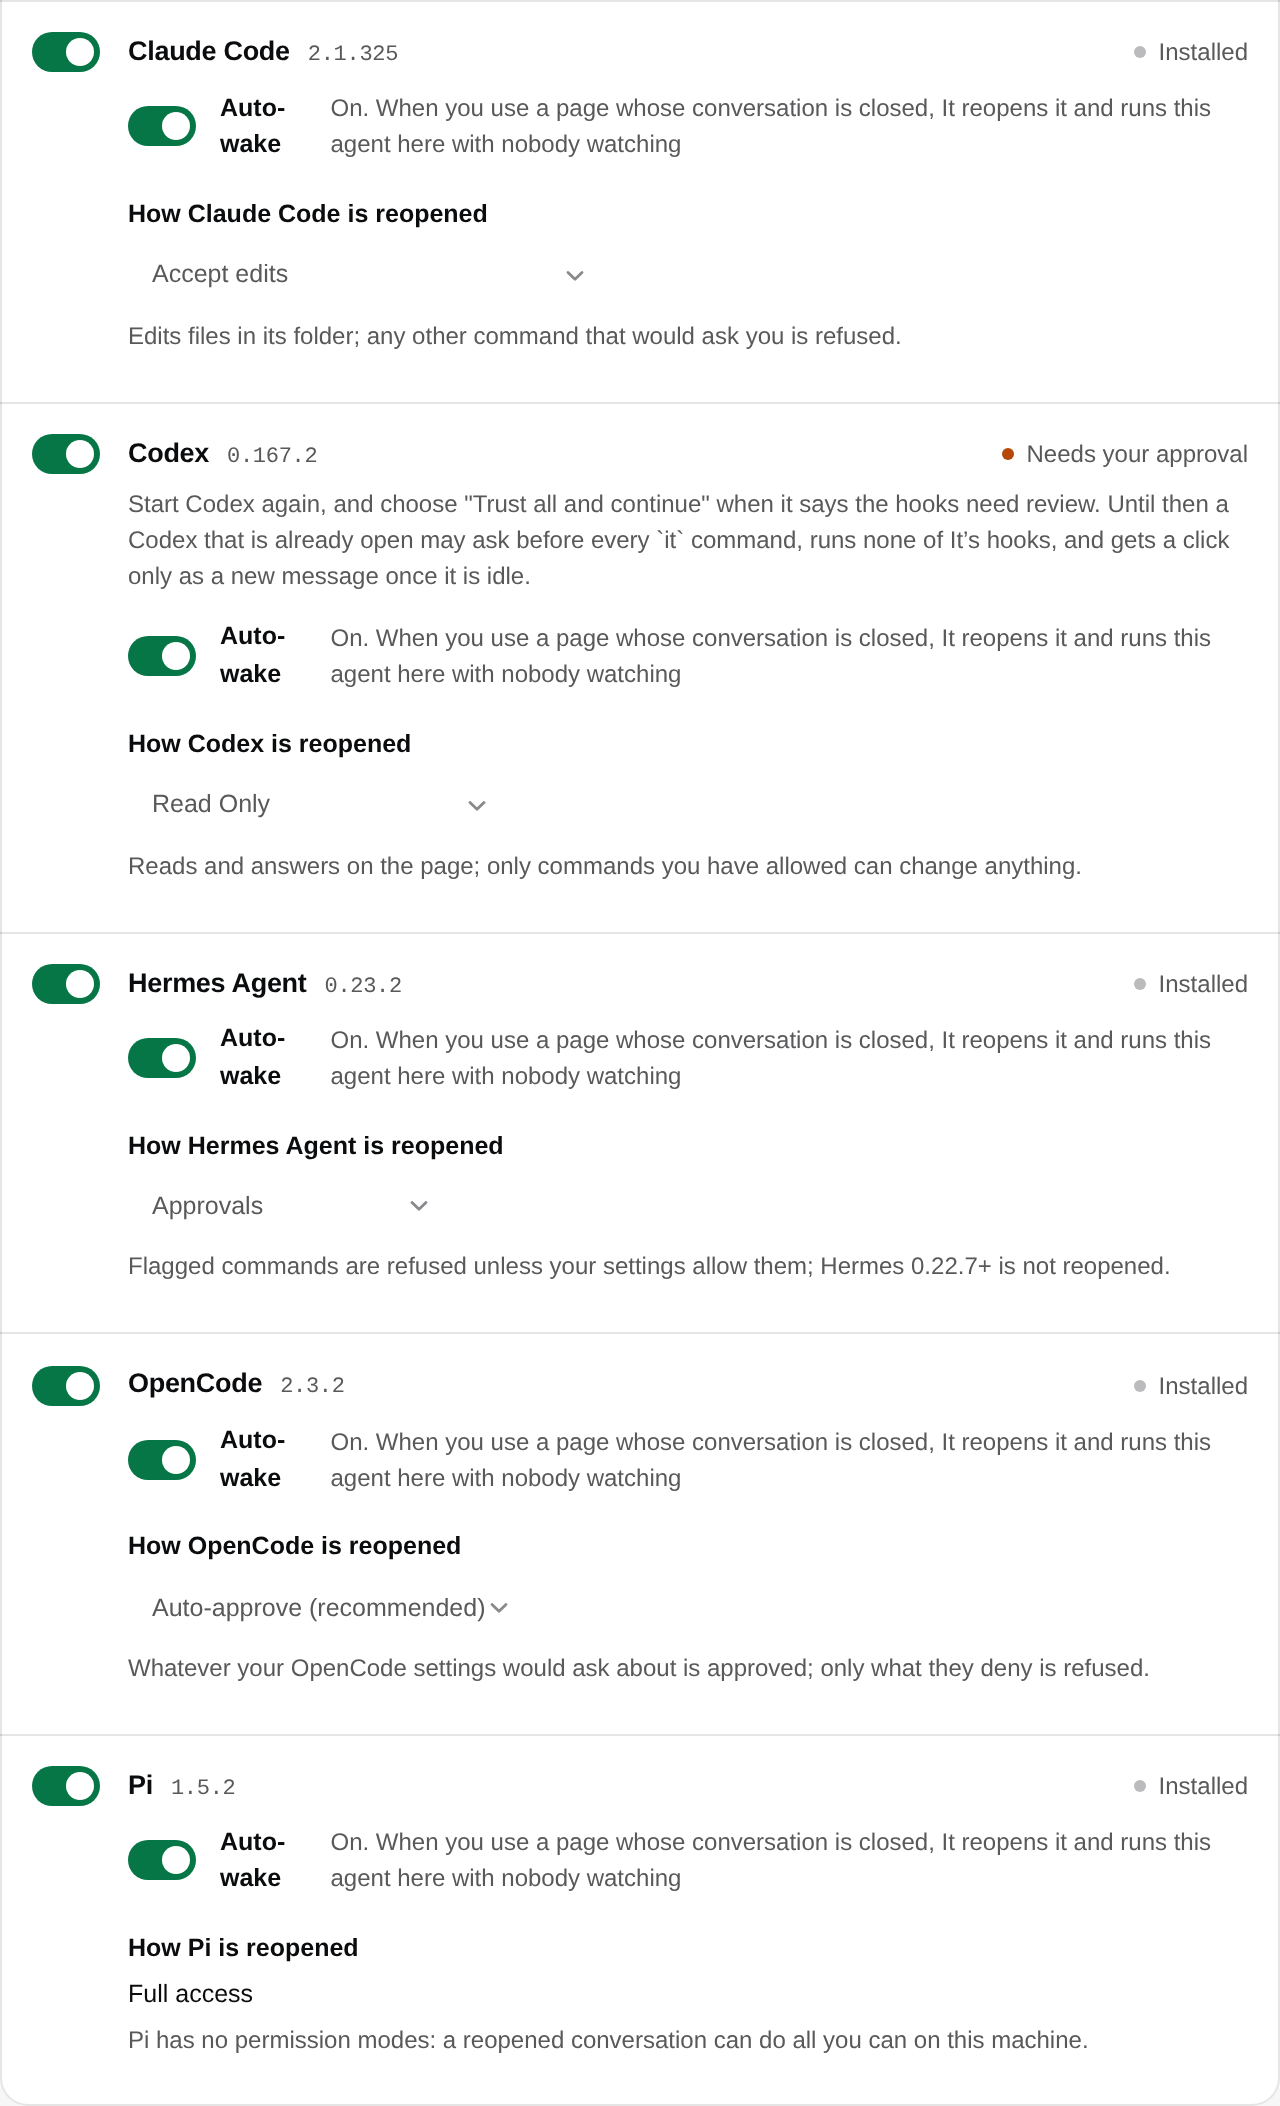 Claude Code 2.1.325 Installed
Auto-wake On. When you use a page whose conversation is closed, It reopens it and runs this
agent here with nobody watching
How Claude Code is reopened
Accept edits
Edits files in its folder; any other command that would ask you is refused.
Codex 0.167.2 Needs your approval
Start Codex again, and choose "Trust all and continue" when it says the hooks need review. Until then a
Codex that is already open may ask before every `it` command, runs none of It’s hooks, and gets a click
only as a new message once it is idle.
Auto-wake On. When you use a page whose conversation is closed, It reopens it and runs this
agent here with nobody watching
How Codex is reopened
Read Only
Reads and answers on the page; only commands you have allowed can change anything.
Hermes Agent 0.23.2 Installed
Auto-wake On. When you use a page whose conversation is closed, It reopens it and runs this
agent here with nobody watching
How Hermes Agent is reopened
Approvals
Flagged commands are refused unless your settings allow them; Hermes 0.22.7+ is not reopened.
OpenCode 2.3.2 Installed
Auto-wake On. When you use a page whose conversation is closed, It reopens it and runs this
agent here with nobody watching
How OpenCode is reopened
Auto-approve (recommended)
Whatever your OpenCode settings would ask about is approved; only what they deny is refused.
Pi 1.5.2 Installed
Auto-wake On. When you use a page whose conversation is closed, It reopens it and runs this
agent here with nobody watching
How Pi is reopened
Full access
Pi has no permission modes: a reopened conversation can do all you can on this machine.